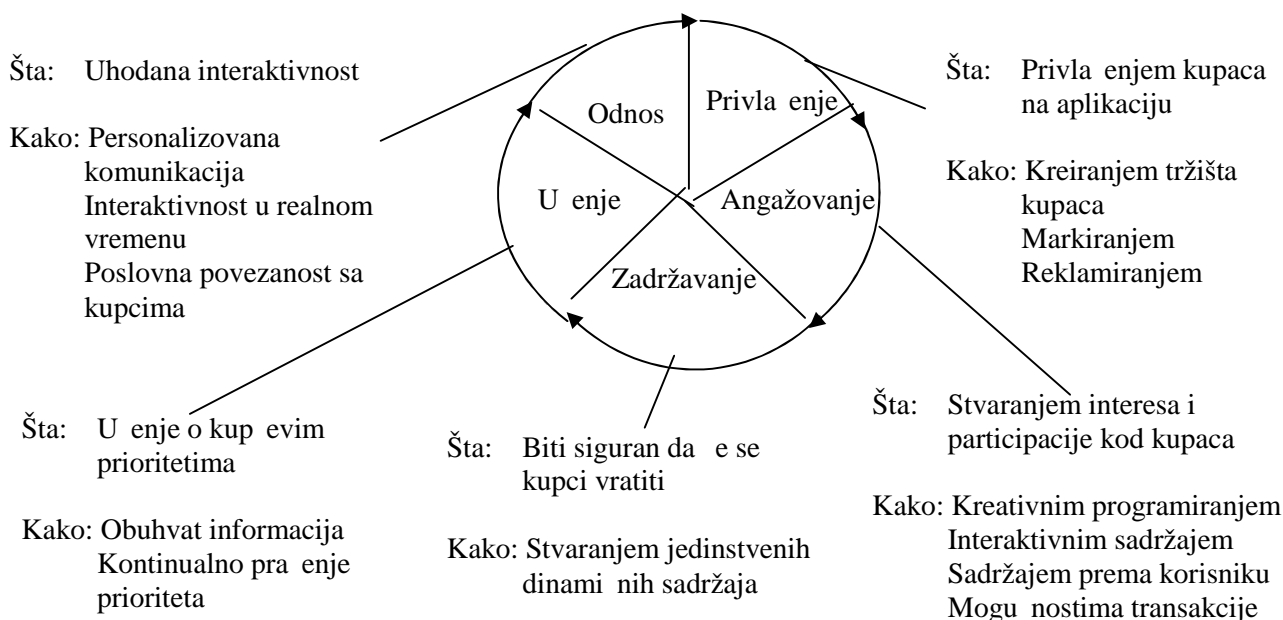 Šta: Uhodana interaktivnost
Kako: Personalizovana
komunikacija
Interaktivnost u realnom
vremenu
Poslovna povezanost sa
kupcima
Odnos
Privla enje
U enje
Angažovanje
Zadržavanje
Šta: Privla enjem kupaca
na aplikaciju
Kako: Kreiranjem tržišta
kupaca
Markiranjem
Reklamiranjem
Šta: U enje o kup evim
prioritetima
Kako: Obuhvat informacija
Kontinualno pra enje
prioriteta
Šta: Biti siguran da e se
kupci vratiti
Kako: Stvaranjem jedinstvenih
dinami nih sadržaja
Šta: Stvaranjem interesa i
participacije kod kupaca
Kako: Kreativnim programiranjem
Interaktivnim sadržajem
Sadržajem prema korisniku
Mogu nostima transakcije